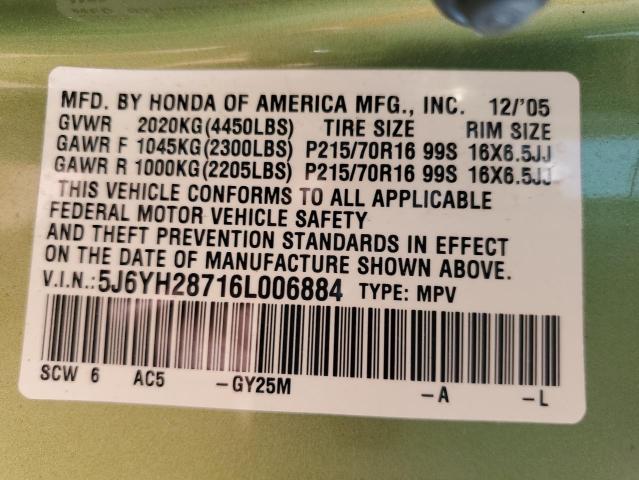 MFD. BY HONDA OF AMERICA MFG., INC. 12/'05
GVWR 2020KG(4450LBS) TIRE SIZE RIM SIZE
GAWR F 1045KG(2300LBS) P215/70R16 99S 16X6.5JJ
GAWR R 1000KG(2205LBS) P215/70R16 99S 16X6.5JJ
THIS VEHICLE CONFORMS TO ALL APPLICABLE
FEDERAL MOTOR VEHICLE SAFETY
AND THEFT PREVENTION STANDARDS IN EFFECT
ON THE DATE OF MANUFACTURE SHOWN ABOVE.
V.I.N.:5J6YH28716L006884 TYPE: MPV
SCW 6 AC5 -GY25M -A -L